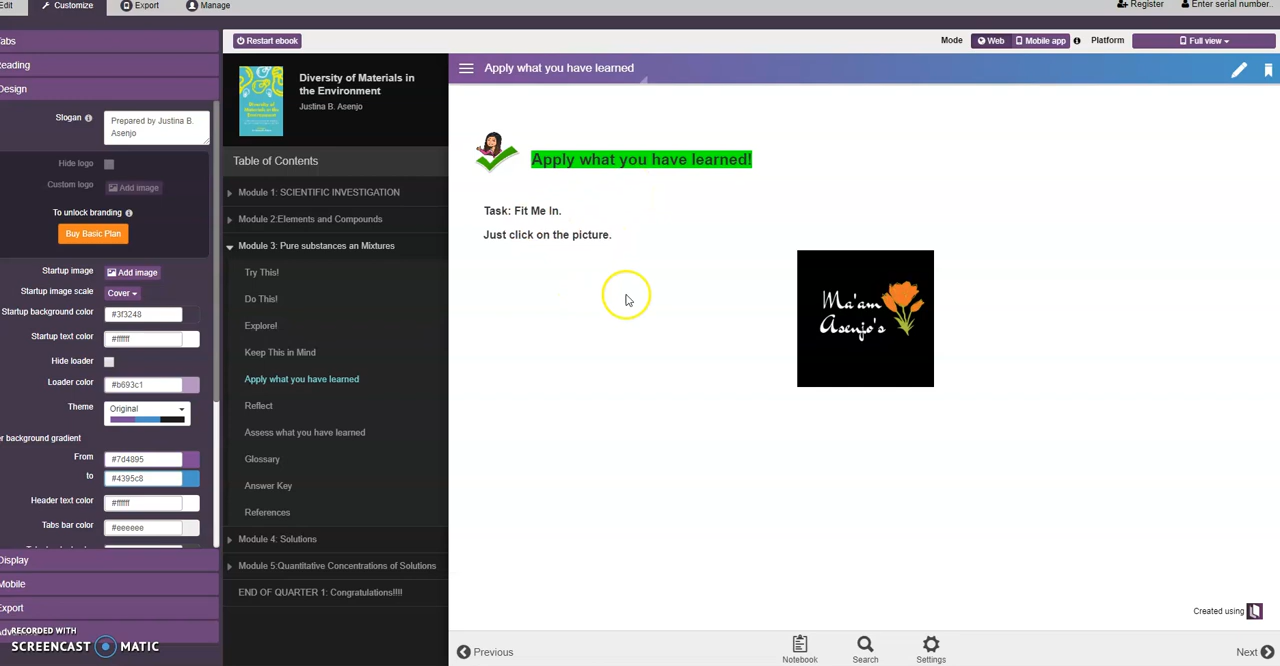 Edit
Customize
Export
Manage
Register
Enter serial number..
Tabs
Reading
Design
Slogan
Prepared by Justina B.
Asenjo
Hide logo
Custom logo
Add image
To unlock branding
Buy Basic Plan
Startup image
Add image
Startup image scale
Cover
Startup background color
#3f3248
Startup text color
#ffffff
Hide loader
Loader color
#b693c1
Theme
Original
er background gradient
From
#7d4895
to
#4395c8
Header text color
#ffffff
Tabs bar color
#eeeeee
Display
Mobile
Export
RECORDED WITH
SCREENCAST MATIC
Restart ebook
Mode
Web
Mobile app
Platform
Full view
Diversity of Materials in
the Environment
Justina B. Asenjo
Table of Contents
Module 1: SCIENTIFIC INVESTIGATION
Module 2:Elements and Compounds
Module 3: Pure substances an Mixtures
Try This!
Do This!
Explore!
Keep This in Mind
Apply what you have learned
Reflect
Assess what you have learned
Glossary
Answer Key
References
Module 4: Solutions
Module 5:Quantitative Concentrations of Solutions
END OF QUARTER 1: Congratulations!!!!
Apply what you have learned
Apply what you have learned!
Task: Fit Me In.
Just click on the picture.
Ma'am
Asenjo's
Created using
Previous
Notebook
Search
Settings
Next